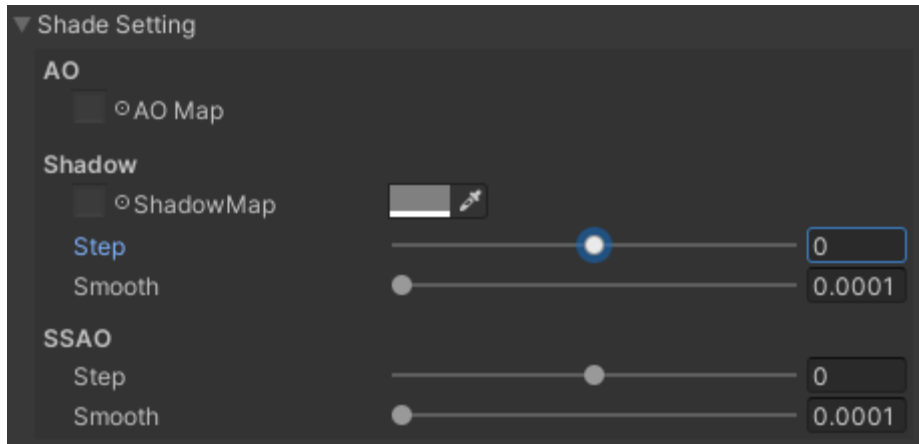 Shade Setting
AO
AO Map
Shadow
ShadowMap
Step 0
Smooth 0.0001
SSAO
Step 0
Smooth 0.0001